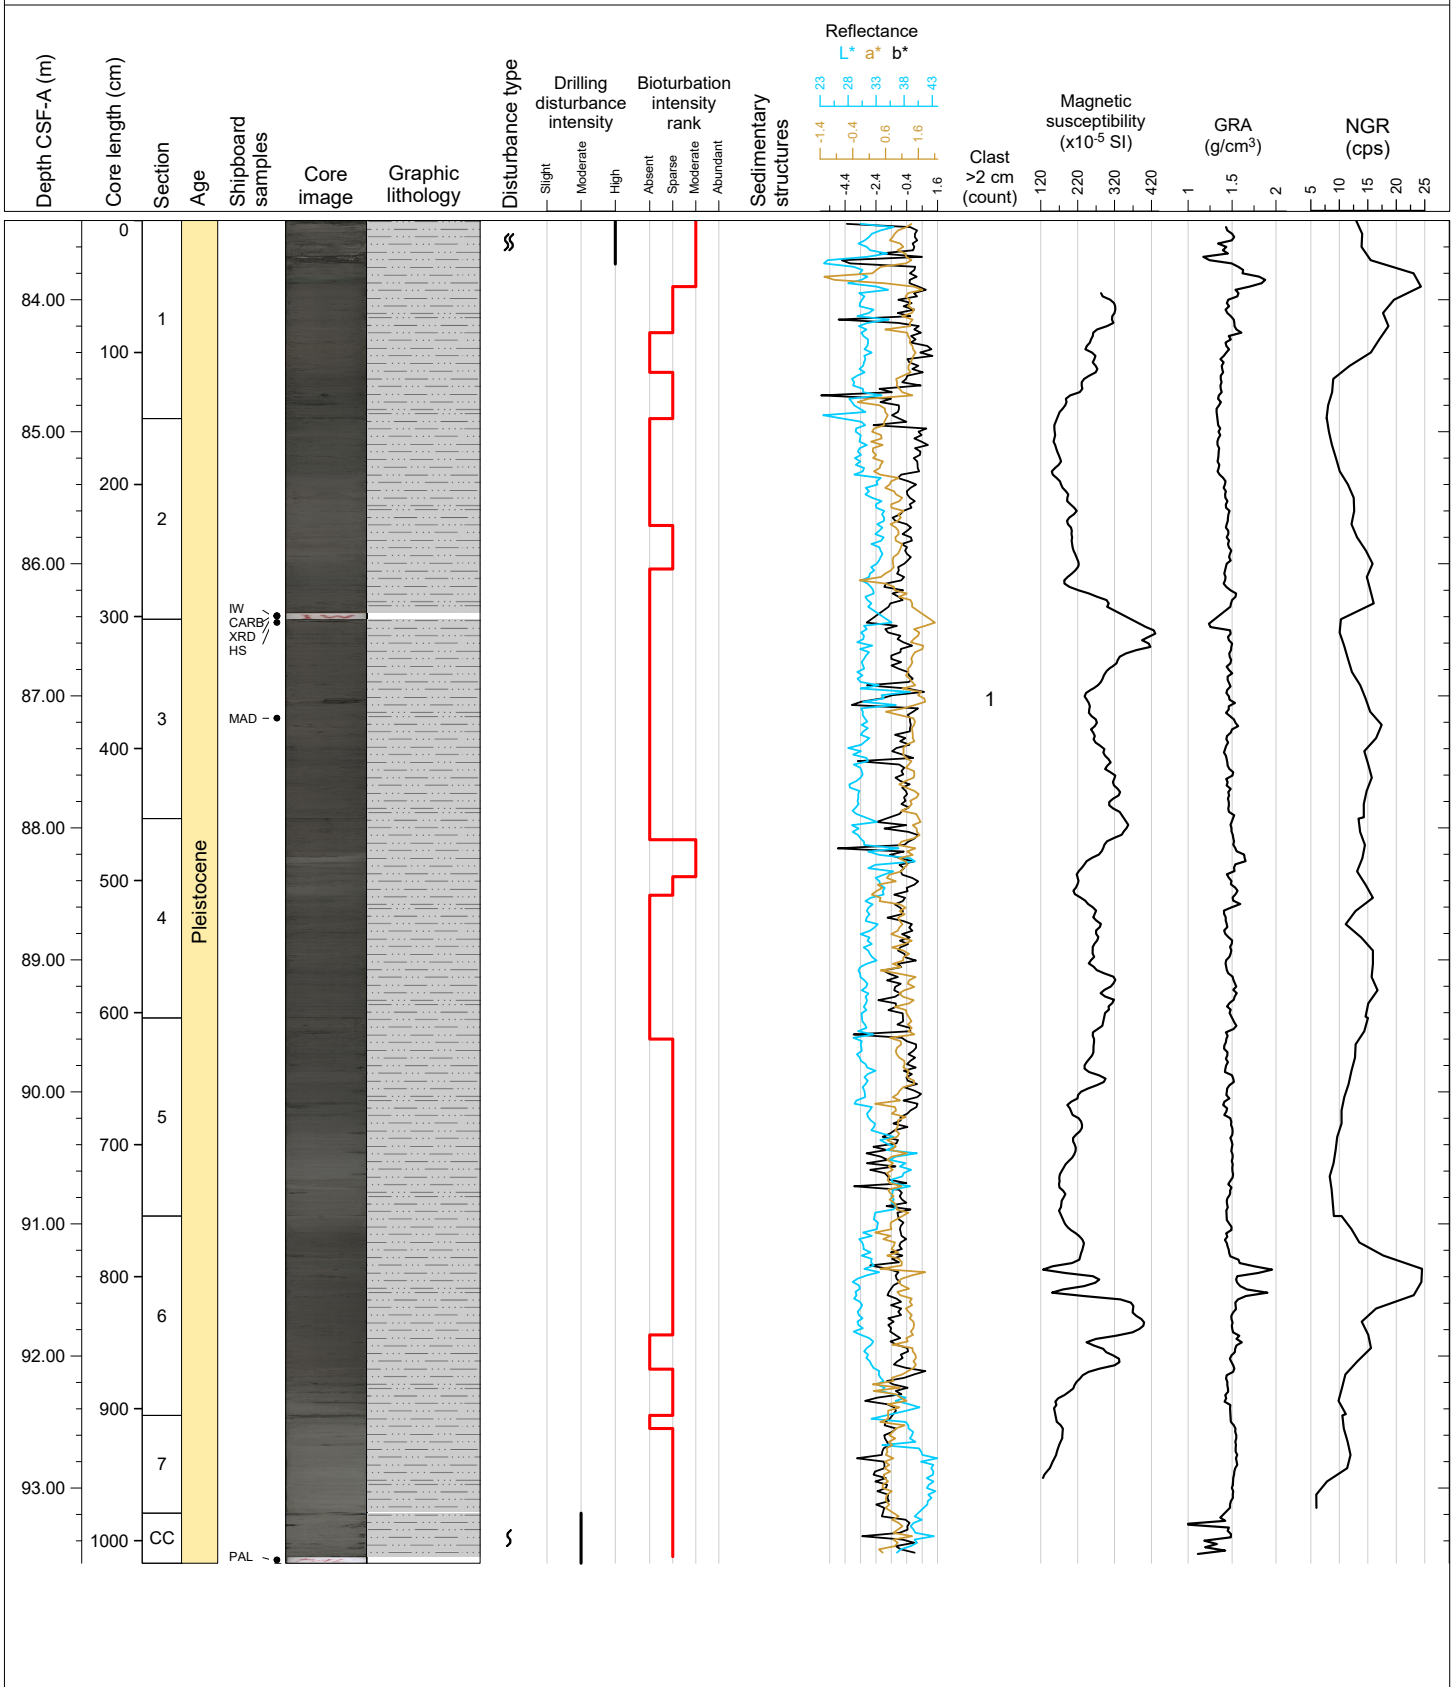 Depth CSF-A (m)
Core length (cm)
Section
Age
Shipboard
samples
Core
image
Graphic
lithology
Disturbance type
Drilling
disturbance
intensity
Slight
Moderate
High
Bioturbation
intensity
rank
Absent
Sparse
Moderate
Abundant
Sedimentary
structures
Reflectance
L* a* b*
23 28 33 38 43
-1.4 -0.4 0.6 1.6
-4.4 -2.4 -0.4 1.6
Clast
>2 cm
(count)
Magnetic
susceptibility
(x10-5 SI)
120 220 320 420
GRA
(g/cm3)
1 1.5 2
NGR
(cps)
5 10 15 20 25
84.00
85.00
86.00
87.00
88.00
89.00
90.00
91.00
92.00
93.00
0
100
200
300
400
500
600
700
800
900
1000
1
2
3
4
5
6
7
CC
Pleistocene
IW
CARB
XRD
HS
MAD
PAL
1